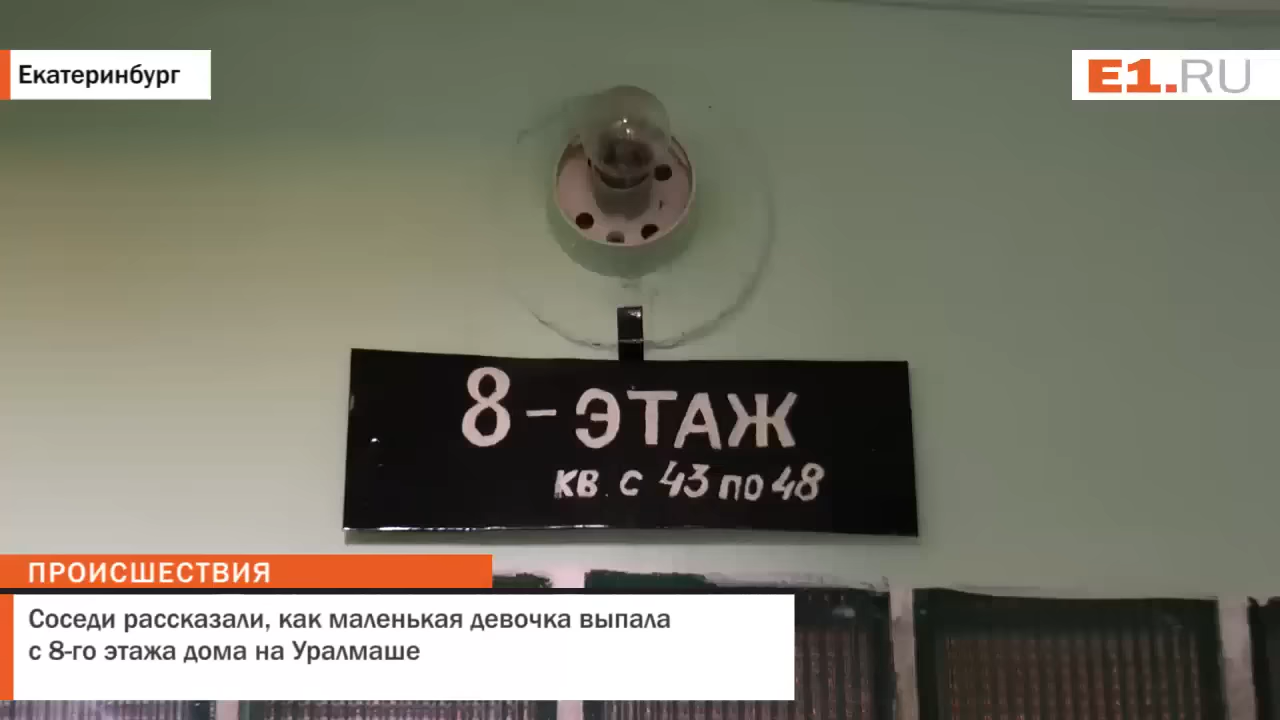 Екатеринбург
E1.RU
8-ЭТАЖ
кв. с 43 по 48
ПРОИСШЕСТВИЯ
Соседи рассказали, как маленькая девочка выпала
с 8-го этажа дома на Уралмаше